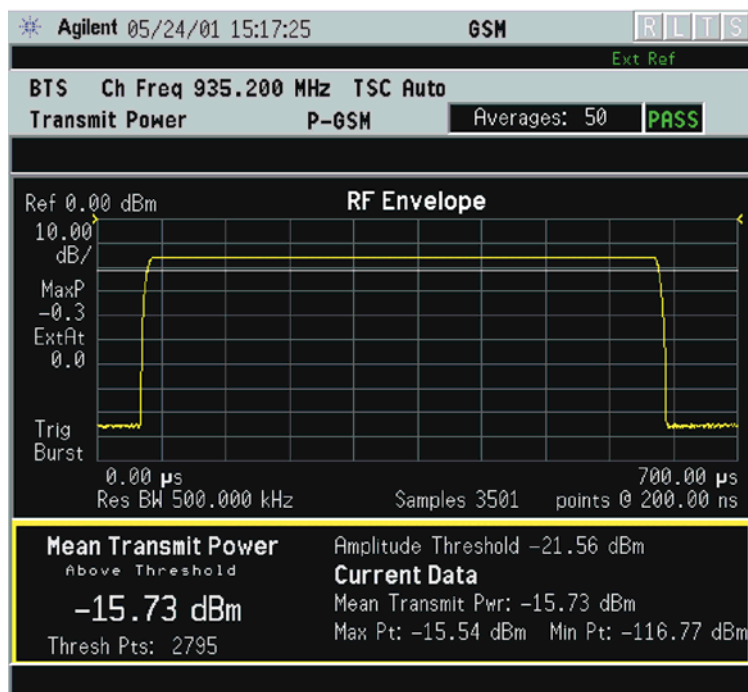 Agilent 05/24/01 15:17:25 GSM R L T S
Ext Ref
BTS Ch Freq 935.200 MHz TSC Auto
Transmit Power P-GSM Averages: 50 PASS
Ref 0.00 dBm RF Envelope
10.00
dB/
MaxP
-0.3
ExtAt
0.0
Trig
Burst
0.00 μs 700.00 μs
Res BW 500.000 kHz Samples 3501 points @ 200.00 ns
Mean Transmit Power Amplitude Threshold -21.56 dBm
Above Threshold Current Data
-15.73 dBm Mean Transmit Pwr: -15.73 dBm
Thresh Pts: 2795 Max Pt: -15.54 dBm Min Pt: -116.77 dBm